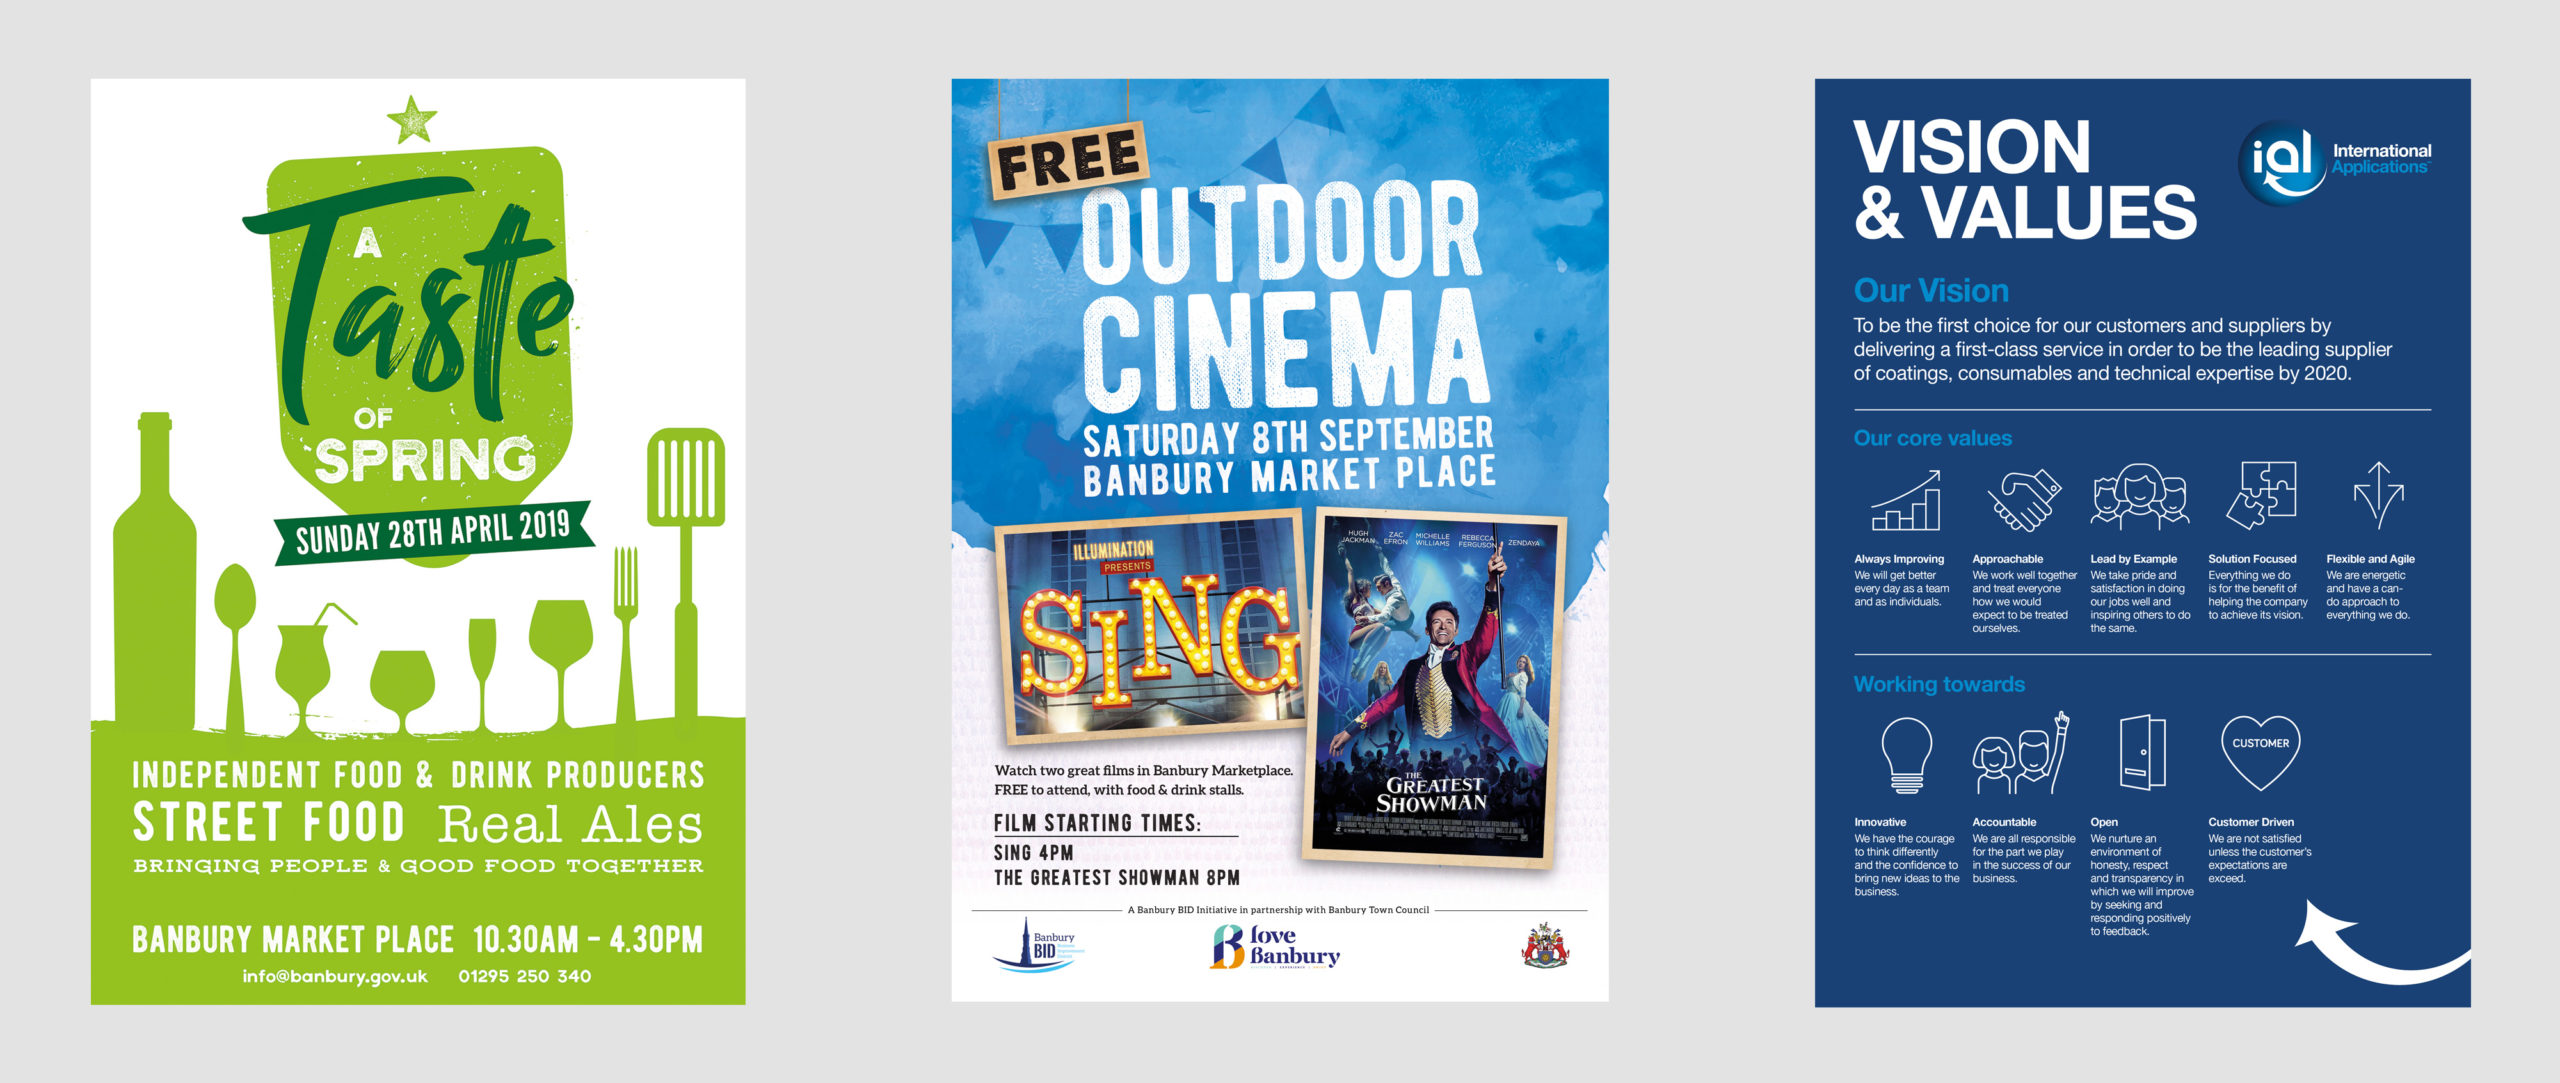 A
Taste
OF
SPRING
SUNDAY 28TH APRIL 2019
INDEPENDENT FOOD & DRINK PRODUCERS
STREET FOOD Real Ales
BRINGING PEOPLE & GOOD FOOD TOGETHER
BANBURY MARKET PLACE 10.30AM - 4.30PM
info@banbury.gov.uk 01295 250 340
FREE
OUTDOOR
CINEMA
SATURDAY 8TH SEPTEMBER
BANBURY MARKET PLACE
ILLUMINATION
PRESENTS
SING
HUGH JACKMAN ZAC EFRON MICHELLE WILLIAMS REBECCA FERGUSON ZENDAYA
THE
GREATEST
SHOWMAN
Watch two great films in Banbury Marketplace.
FREE to attend, with food & drink stalls.
FILM STARTING TIMES:
SING 4PM
THE GREATEST SHOWMAN 8PM
A Banbury BID Initiative in partnership with Banbury Town Council
Banbury
BID
love
Banbury
VISION
& VALUES
ial
International
Applications
Our Vision
To be the first choice for our customers and suppliers by
delivering a first-class service in order to be the leading supplier
of coatings, consumables and technical expertise by 2020.
Our core values
Always Improving
We will get better
every day as a team
and as individuals.
Approachable
We work well together
and treat everyone
how we would
expect to be treated
ourselves.
Lead by Example
We take pride and
satisfaction in doing
our jobs well and
inspiring others to do
the same.
Solution Focused
Everything we do
is for the benefit of
helping the company
to achieve its vision.
Flexible and Agile
We are energetic
and have a can-
do approach to
everything we do.
Working towards
CUSTOMER
Innovative
We have the courage
to think differently
and the confidence to
bring new ideas to the
business.
Accountable
We are all responsible
for the part we play
in the success of our
business.
Open
We nurture an
environment of
honesty, respect
and transparency in
which we will improve
by seeking and
responding positively
to feedback.
Customer Driven
We are not satisfied
unless the customer's
expectations are
exceed.